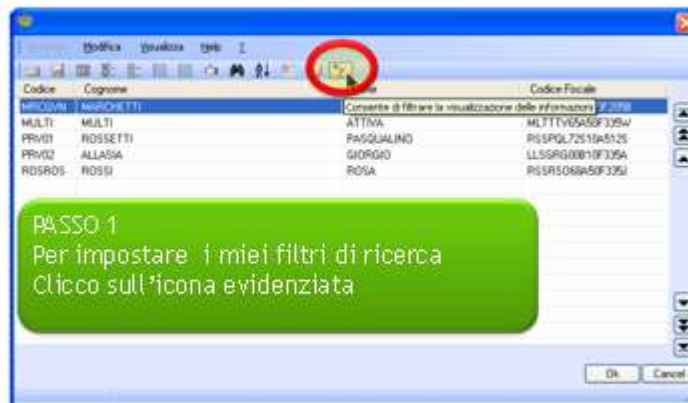 Modifica Visualizza Help
Codice Cognome Codice Fiscale
MARCHETTI Consente di filtrare la visualizzazione delle informazioni
MULTI MULTI ATTIVA
PRV01 ROSSETTI PASQUALINO
PRV02 ALLASIA GIORGIO
ROSROS ROSSI ROSA
PASSO 1
Per impostare i miei filtri di ricerca
Clicco sull'icona evidenziata
Ok Cancel